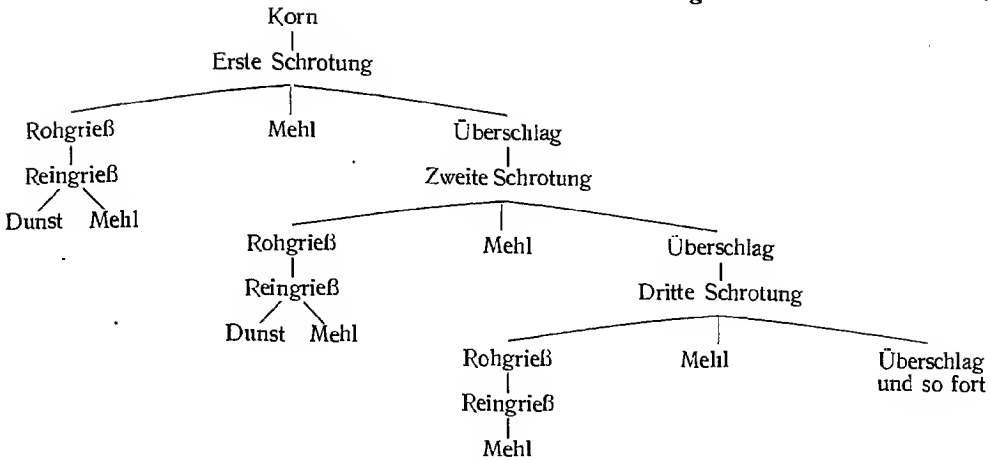 Korn
Erste Schrotung
Rohgrieß Mehl Überschlag
Reingrieß Zweite Schrotung
Dunst Mehl
Rohgrieß Mehl Überschlag
Reingrieß Dritte Schrotung
Dunst Mehl
Rohgrieß Mehl Überschlag
und so fort
Reingrieß
Mehl